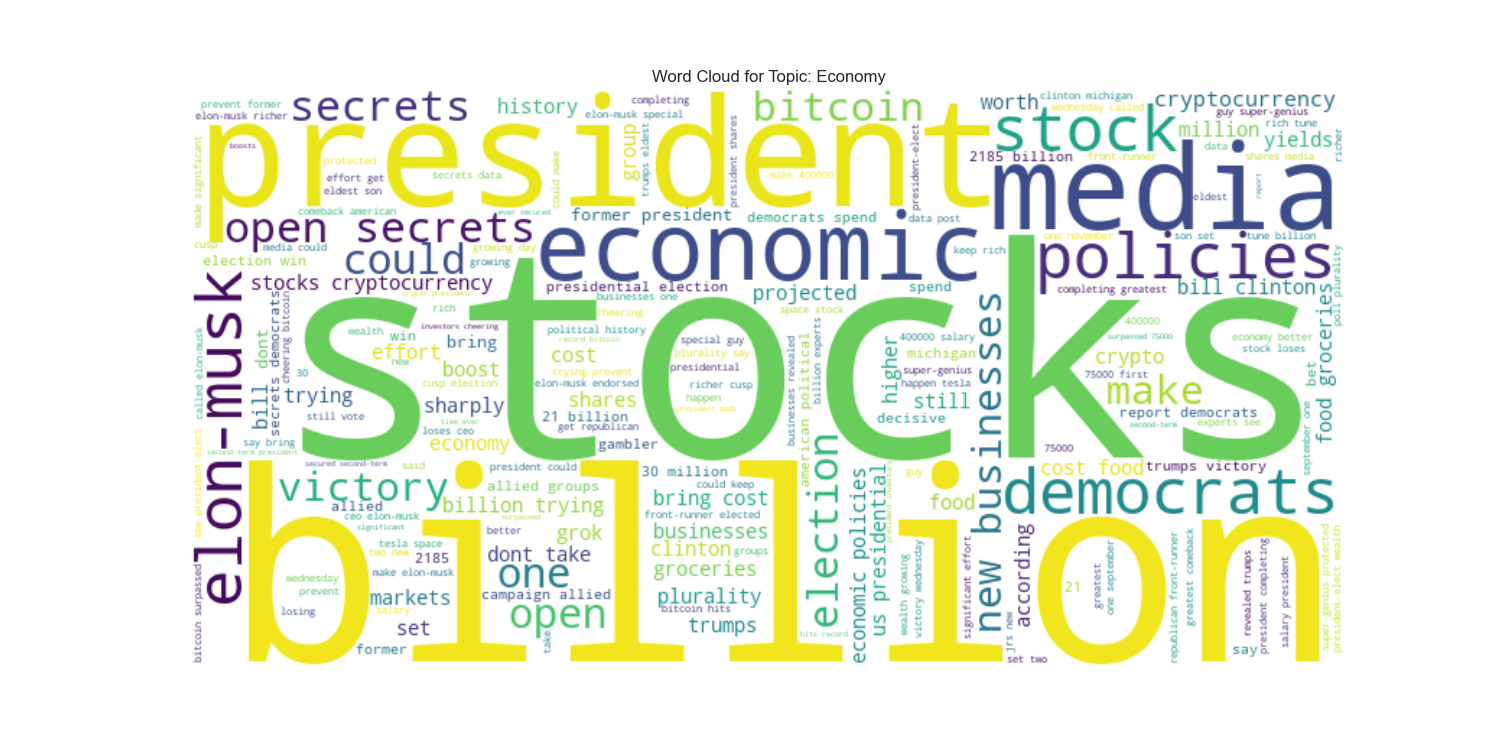 Word Cloud for Topic: Economy
prevent former
secrets
history
completing
bitcoin
worth
clinton michigan
cryptocurrency
elon-musk richer
elon-musk special
wednesday called
guy super-genius
president
stock
million
rich tune
yields
data
boosts
made significant
protected
secrets data
group
trumps eldest
could make
president shares
make 400000
president-elect
2185 billion
front-runner
shares media
richer
effort get
eldest son
media
eldest
report
comeback american
ever secured
former president
democrats spend
data post
son set
tune billion
open secrets
cusp
media could
growing day
economic
keep rich
one november
policies
election win
could
growing
elon-musk
stocks cryptocurrency
presidential election
projected
spend
completing greatest
bill clinton
poll plurality
crypto president
businesses one
cheering
space stock
rich
stocks
wealth
win
investors cheering
political history
record bitcoin
special guy
400000 salary
400000
surpassed 75000
economy better
called elon-musk
dont
secrets democrats
cheering bitcoin
effort
bring
cost
plurality say
higher
michigan
new businesses
crypto
stock loses
food groceries
new
boost
cusp election
trying prevent
presidential
super-genius
75000 first
30
elon-musk endorsed
richer cusp
happen tesla
make
bet
bill
trying
sharply
shares
happen
businesses revealed
billion experts
american political
still
report democrats
still vote
21 billion
president made
decisive
second-term
experts see
time ever
get republican
say bring
loses ceo
economy
gambler
75000
september one
second-term president
secured second-term
said
president could
30 million
election
guy
cost food
trumps victory
see president-elect
victory
allied groups
could keep
president investors
democrats
allied
billion trying
bring cost
food
ceo elon-musk
surpassed
front-runner elected
significant
better
grok
businesses
us presidential
economic policies
according
billion
tesla space
two new
2185
dont take
clinton
groups
wealth growing
victory wednesday
significant effort
make elon-musk
one
groceries
wednesday
prevent
21
greatest
one september
republican front-runner
greatest comeback
revealed trumps
president completing
salary president
super-genius protected
president-elect wealth
bitcoin surpassed
losing
markets
salary
campaign allied
plurality
open
bitcoin hits
set
trumps
hits record
take
former
jrs new
set two
say